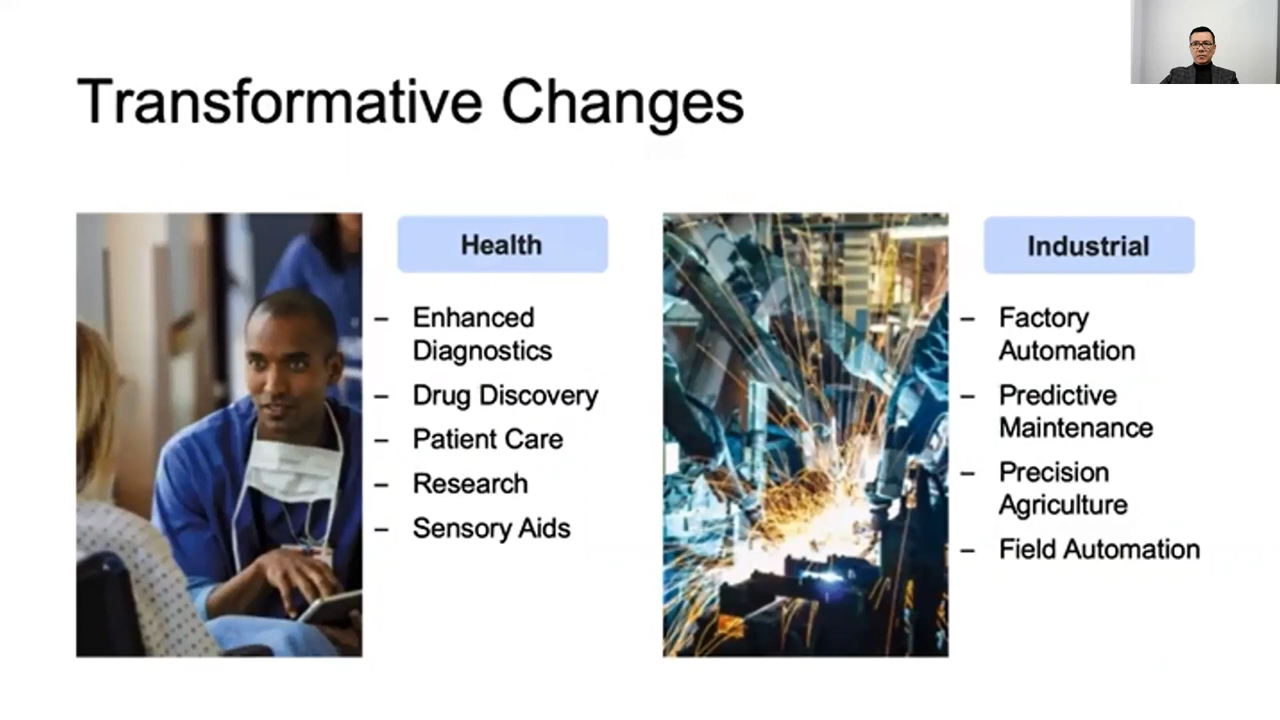 Transformative Changes
Health
– Enhanced
Diagnostics
– Drug Discovery
– Patient Care
– Research
– Sensory Aids
Industrial
– Factory
Automation
– Predictive
Maintenance
– Precision
Agriculture
– Field Automation